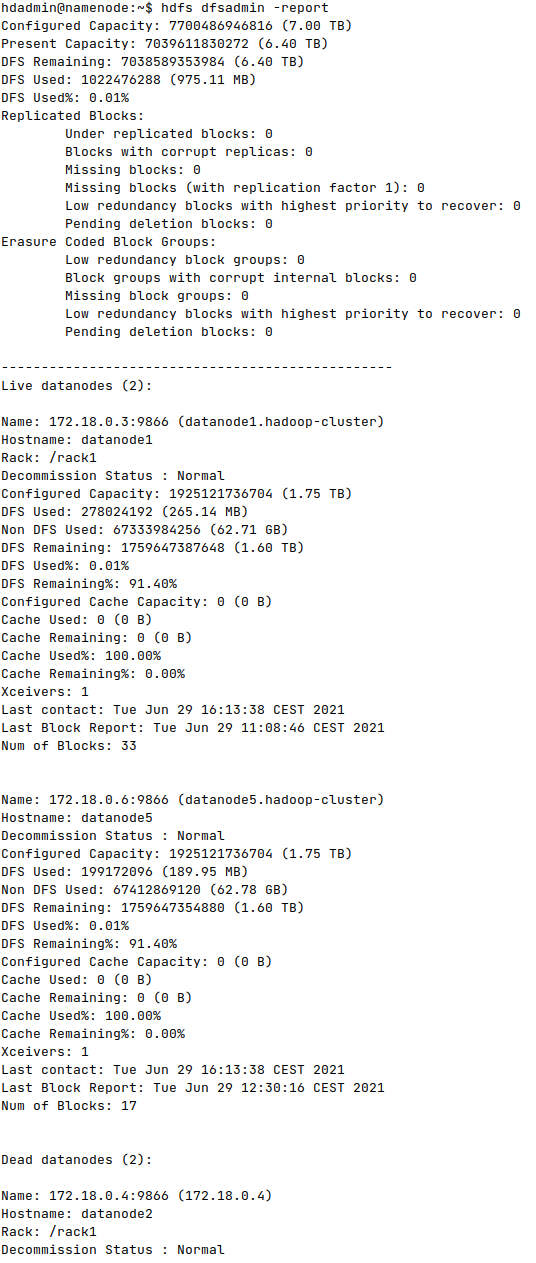 hdadmin@namenode:~$ hdfs dfsadmin -report
Configured Capacity: 7700486946816 (7.00 TB)
Present Capacity: 7039611830272 (6.40 TB)
DFS Remaining: 7038589353984 (6.40 TB)
DFS Used: 1022476288 (975.11 MB)
DFS Used%: 0.01%
Replicated Blocks:
        Under replicated blocks: 0
        Blocks with corrupt replicas: 0
        Missing blocks: 0
        Missing blocks (with replication factor 1): 0
        Low redundancy blocks with highest priority to recover: 0
        Pending deletion blocks: 0
Erasure Coded Block Groups:
        Low redundancy block groups: 0
        Block groups with corrupt internal blocks: 0
        Missing block groups: 0
        Low redundancy blocks with highest priority to recover: 0
        Pending deletion blocks: 0
-------------------------------------------------
Live datanodes (2):
Name: 172.18.0.3:9866 (datanode1.hadoop-cluster)
Hostname: datanode1
Rack: /rack1
Decommission Status : Normal
Configured Capacity: 1925121736704 (1.75 TB)
DFS Used: 278024192 (265.14 MB)
Non DFS Used: 67333984256 (62.71 GB)
DFS Remaining: 1759647387648 (1.60 TB)
DFS Used%: 0.01%
DFS Remaining%: 91.40%
Configured Cache Capacity: 0 (0 B)
Cache Used: 0 (0 B)
Cache Remaining: 0 (0 B)
Cache Used%: 100.00%
Cache Remaining%: 0.00%
Xceivers: 1
Last contact: Tue Jun 29 16:13:38 CEST 2021
Last Block Report: Tue Jun 29 11:08:46 CEST 2021
Num of Blocks: 33
Name: 172.18.0.6:9866 (datanode5.hadoop-cluster)
Hostname: datanode5
Decommission Status : Normal
Configured Capacity: 1925121736704 (1.75 TB)
DFS Used: 199172096 (189.95 MB)
Non DFS Used: 67412869120 (62.78 GB)
DFS Remaining: 1759647354880 (1.60 TB)
DFS Used%: 0.01%
DFS Remaining%: 91.40%
Configured Cache Capacity: 0 (0 B)
Cache Used: 0 (0 B)
Cache Remaining: 0 (0 B)
Cache Used%: 100.00%
Cache Remaining%: 0.00%
Xceivers: 1
Last contact: Tue Jun 29 16:13:38 CEST 2021
Last Block Report: Tue Jun 29 12:30:16 CEST 2021
Num of Blocks: 17
Dead datanodes (2):
Name: 172.18.0.4:9866 (172.18.0.4)
Hostname: datanode2
Rack: /rack1
Decommission Status : Normal